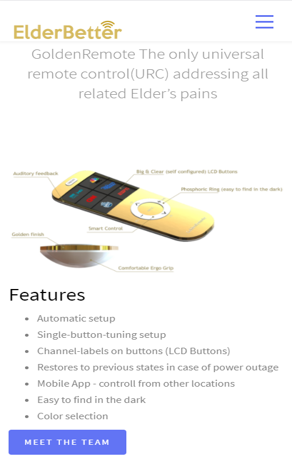 ElderBetter
GoldenRemote The only universal
remote control(URC) addressing all
related Elder's pains
Auditory Feedback
Big & Clear (self configured) LCD Buttons
Phosphoric Ring (easy to find in the dark)
Smart Control
Golden Finish
Comfortable Ergo Grip
Features
• Automatic setup
• Single-button-tuning setup
• Channel-labels on buttons (LCD Buttons)
• Restores to previous states in case of power outage
• Mobile App - controll from other locations
• Easy to find in the dark
• Color selection
MEET THE TEAM